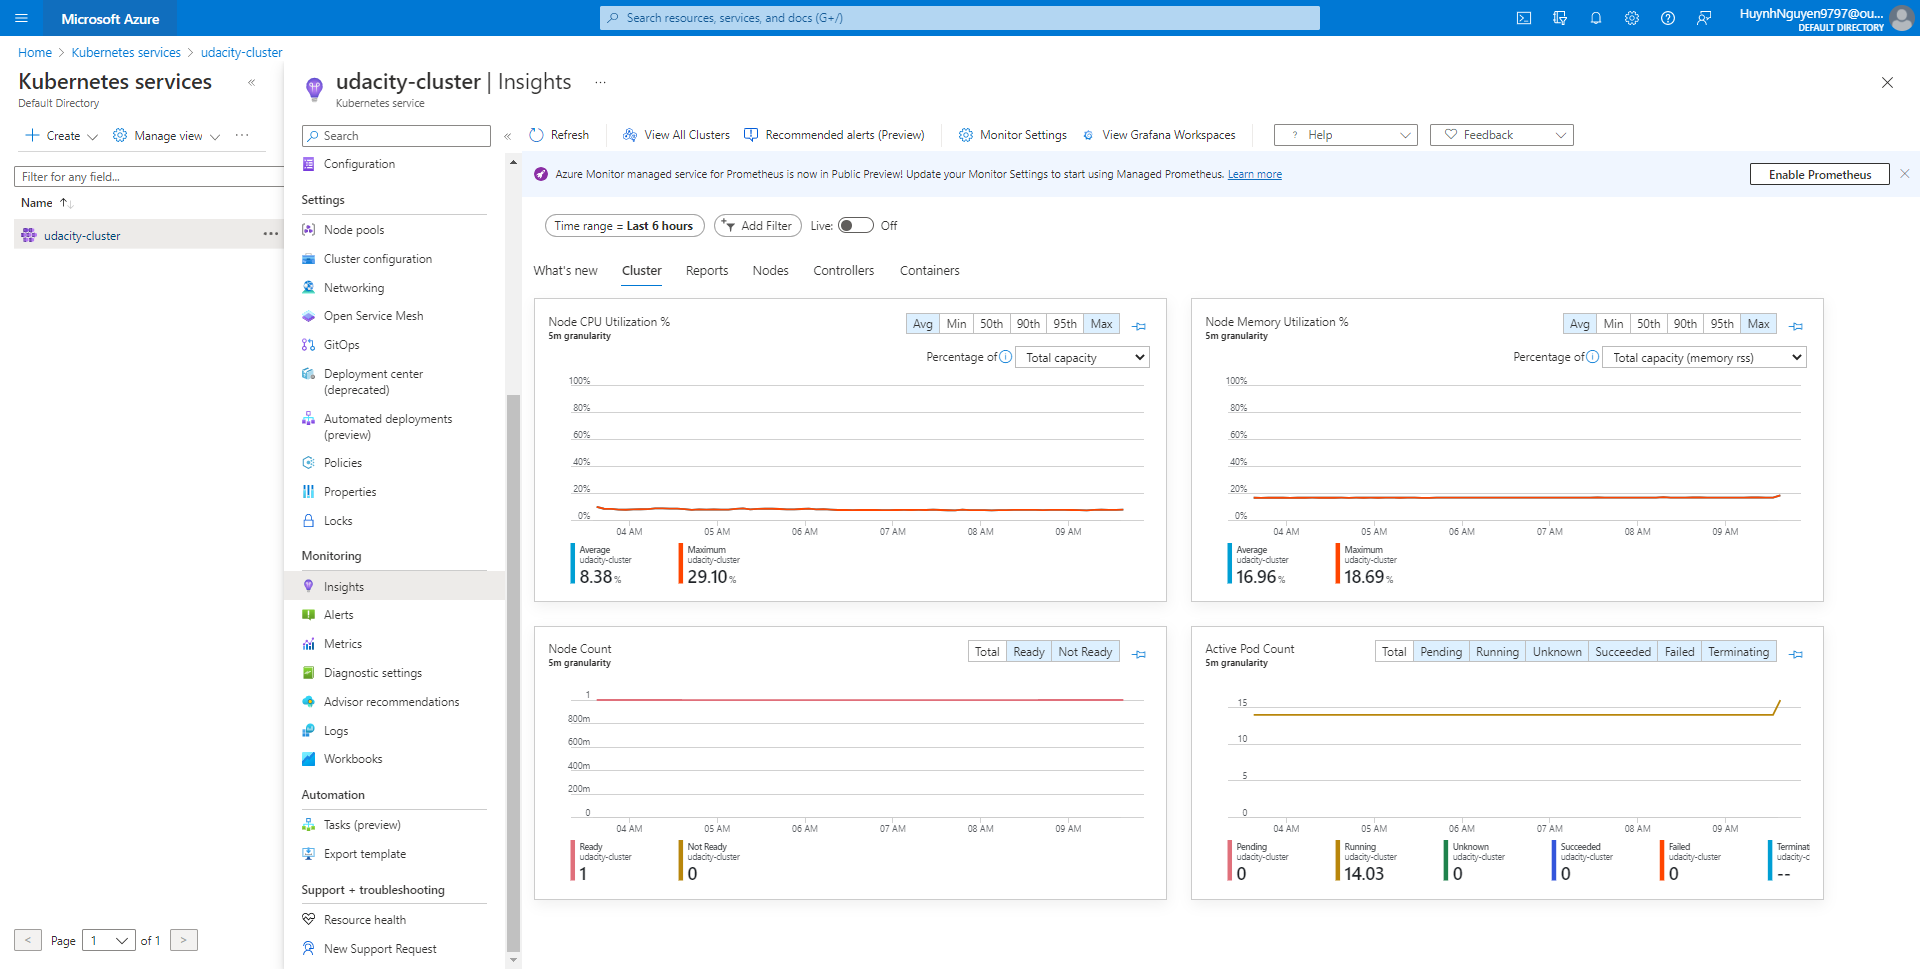 Microsoft Azure
Search resources, services, and docs (G+/)
HuynhNguyen9797@ou...
DEFAULT DIRECTORY
Home > Kubernetes services > udacity-cluster
Kubernetes services
Default Directory
Create
Manage view
Filter for any field...
Name
udacity-cluster
Page 1 of 1
udacity-cluster | Insights
Kubernetes service
Search
Configuration
Settings
Node pools
Cluster configuration
Networking
Open Service Mesh
GitOps
Deployment center
(deprecated)
Automated deployments
(preview)
Policies
Properties
Locks
Monitoring
Insights
Alerts
Metrics
Diagnostic settings
Advisor recommendations
Logs
Workbooks
Automation
Tasks (preview)
Export template
Support + troubleshooting
Resource health
New Support Request
Refresh View All Clusters Recommended alerts (Preview) Monitor Settings View Grafana Workspaces ? Help Feedback
Azure Monitor managed service for Prometheus is now in Public Preview! Update your Monitor Settings to start using Managed Prometheus. Learn more
Enable Prometheus
Time range = Last 6 hours Add Filter Live: Off
What's new Cluster Reports Nodes Controllers Containers
Node CPU Utilization %
5m granularity
Avg Min 50th 90th 95th Max
Percentage of Total capacity
100%
80%
60%
40%
20%
0%
04 AM 05 AM 06 AM 07 AM 08 AM 09 AM
Average
udacity-cluster
8.38 %
Maximum
udacity-cluster
29.10 %
Node Memory Utilization %
5m granularity
Avg Min 50th 90th 95th Max
Percentage of Total capacity (memory rss)
100%
80%
60%
40%
20%
0%
04 AM 05 AM 06 AM 07 AM 08 AM 09 AM
Average
udacity-cluster
16.96 %
Maximum
udacity-cluster
18.69 %
Node Count
5m granularity
Total Ready Not Ready
1
800m
600m
400m
200m
0
04 AM 05 AM 06 AM 07 AM 08 AM 09 AM
Ready
udacity-cluster
1
Not Ready
udacity-cluster
0
Active Pod Count
5m granularity
Total Pending Running Unknown Succeeded Failed Terminating
15
10
5
0
04 AM 05 AM 06 AM 07 AM 08 AM 09 AM
Pending
udacity-cluster
0
Running
udacity-cluster
14.03
Unknown
udacity-cluster
0
Succeeded
udacity-cluster
0
Failed
udacity-cluster
0
Terminati
udacity-c
--